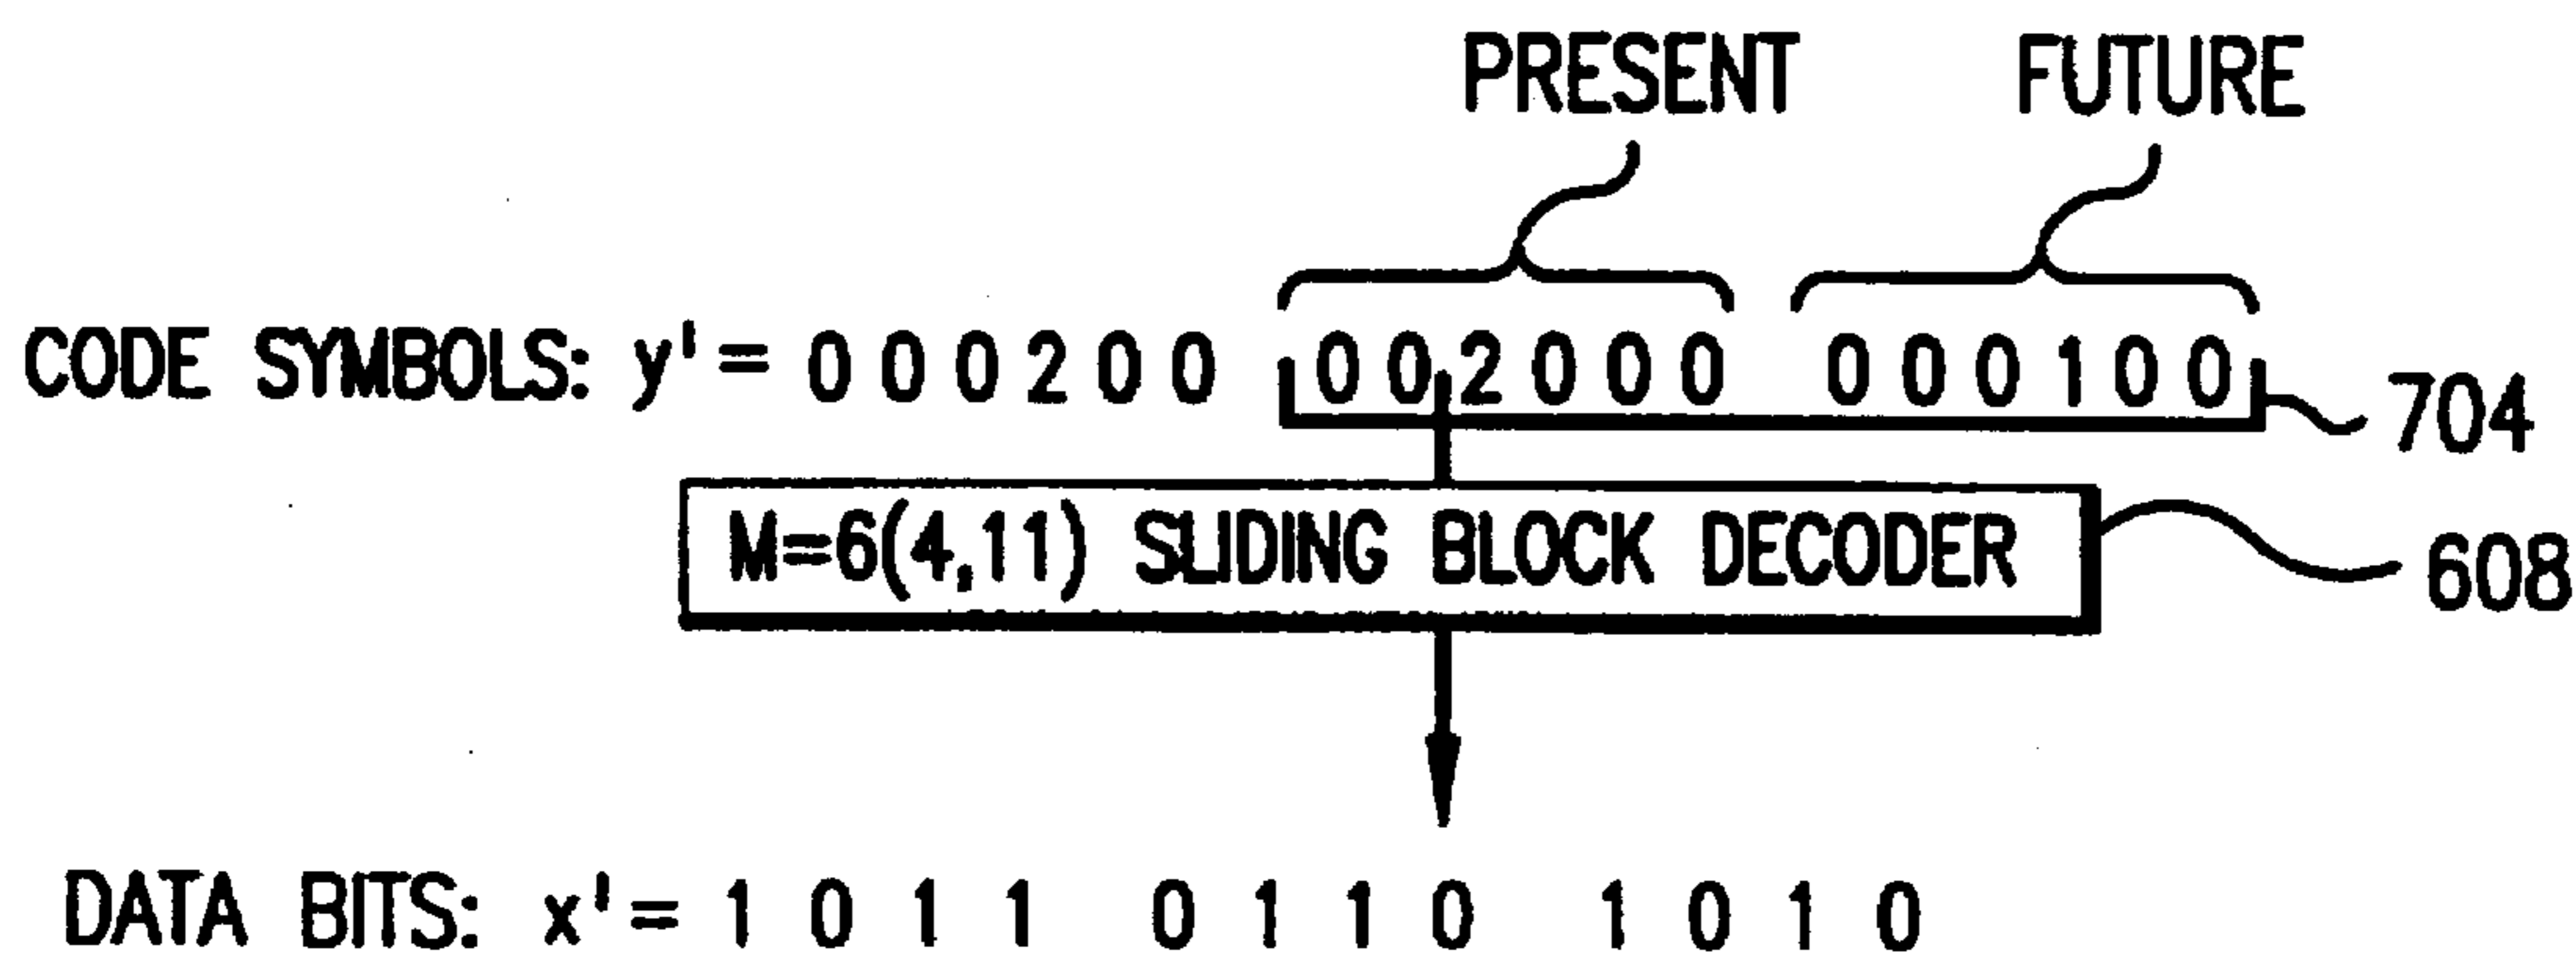 PRESENT FUTURE
CODE SYMBOLS: y'= 0 0 0 2 0 0 0 0 2 0 0 0 0 0 0 1 0 0
704
M=6(4,11) SLIDING BLOCK DECODER
608
DATA BITS: x'= 1 0 1 1 0 1 1 0 1 0 1 0